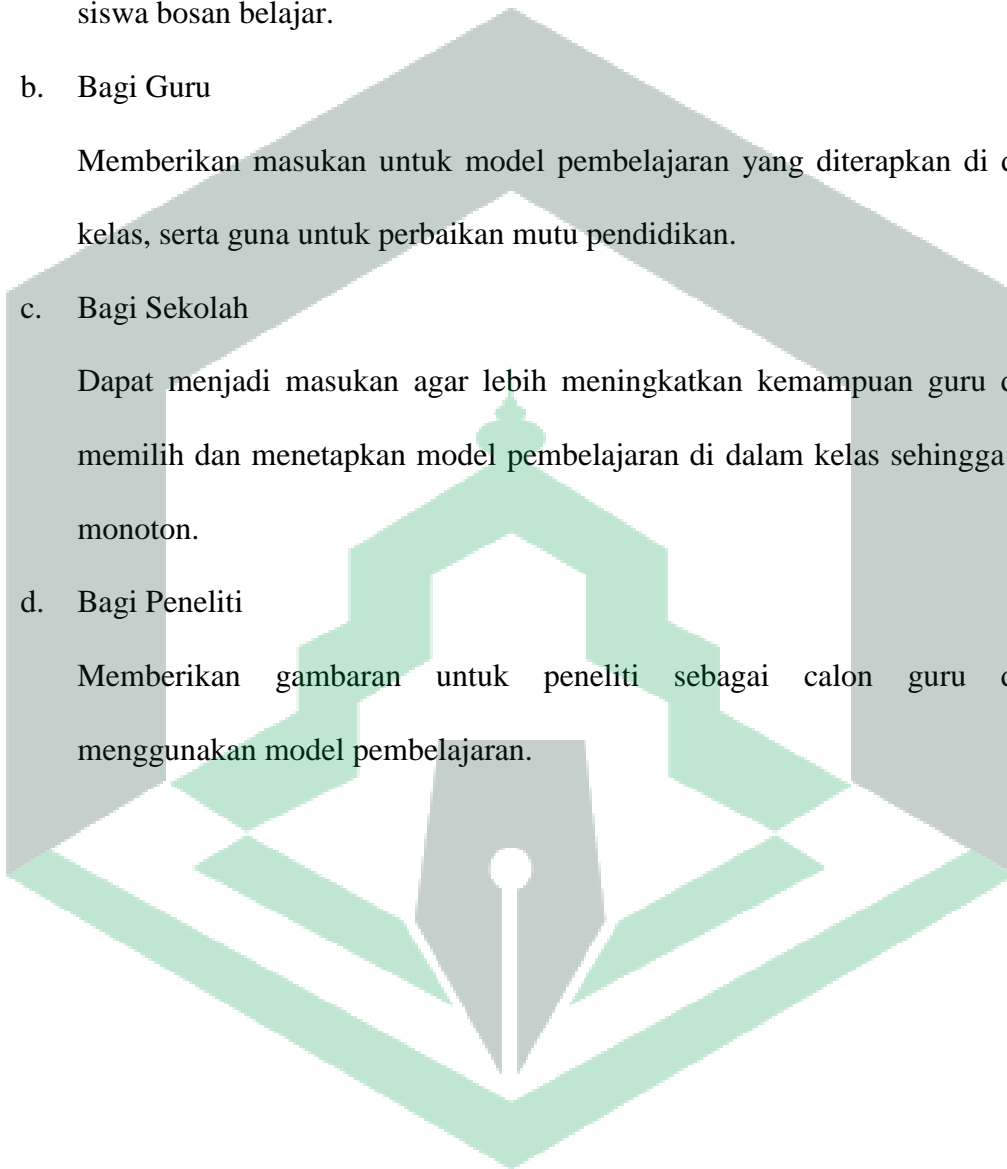 siswa bosan belajar.
b. Bagi Guru
Memberikan masukan untuk model pembelajaran yang diterapkan di
kelas, serta guna untuk perbaikan mutu pendidikan.
c. Bagi Sekolah
Dapat menjadi masukan agar lebih meningkatkan kemampuan guru
memilih dan menetapkan model pembelajaran di dalam kelas sehingga
monoton.
d. Bagi Peneliti
Memberikan gambaran untuk peneliti sebagai calon guru
menggunakan model pembelajaran.